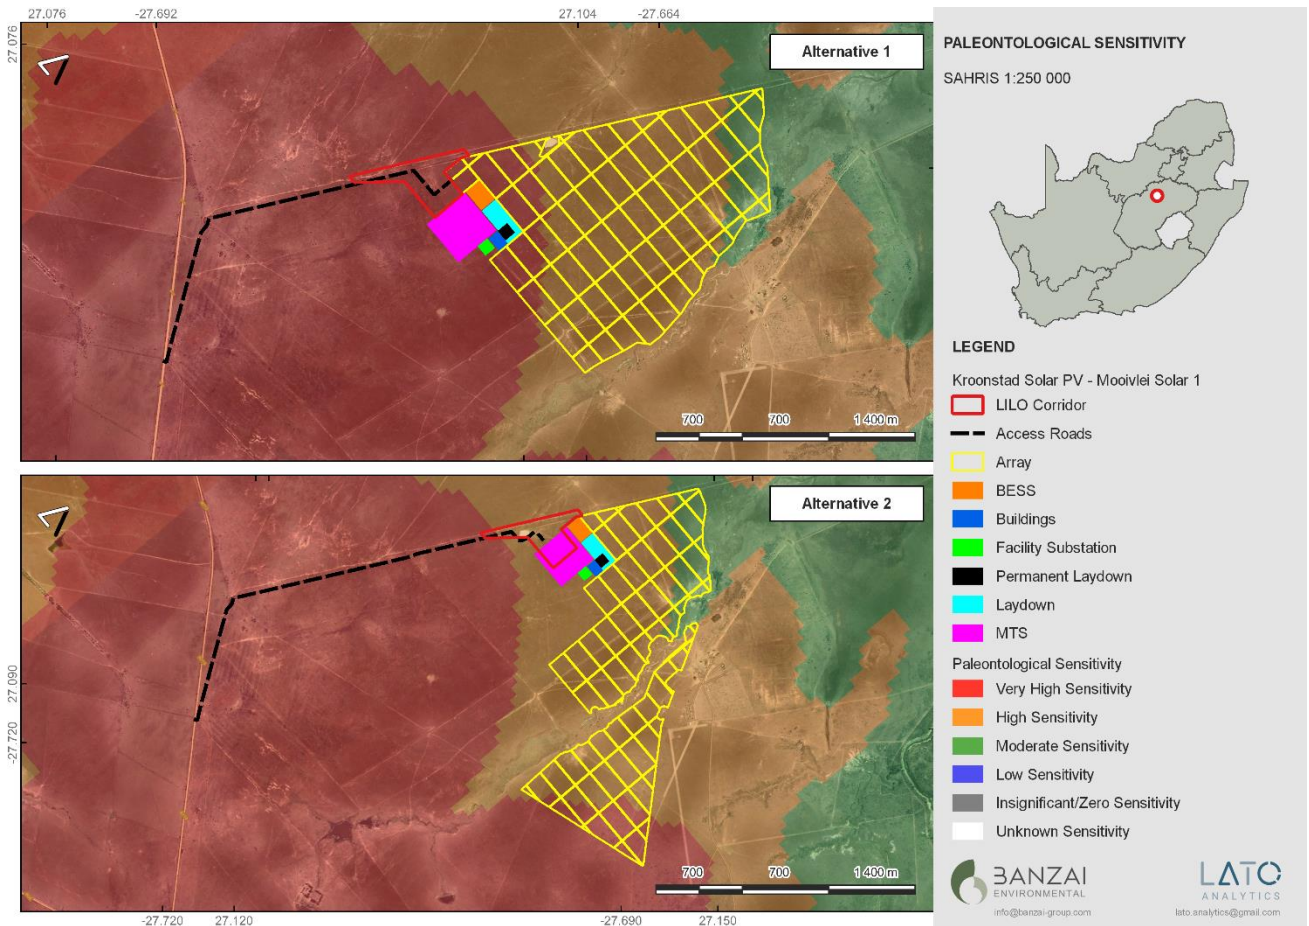 27.076
-27.692
27.104
-27.664
27.076
Alternative 1
700
700
1 400 m
Alternative 2
27.090
-27.720
700
700
1 400 m
-27.720
27.120
-27.690
27.150
PALEONTOLOGICAL SENSITIVITY
SAHRIS 1:250 000
LEGEND
Kroonstad Solar PV - Mooivlei Solar 1
LILO Corridor
Access Roads
Array
BESS
Buildings
Facility Substation
Permanent Laydown
Laydown
MTS
Paleontological Sensitivity
Very High Sensitivity
High Sensitivity
Moderate Sensitivity
Low Sensitivity
Insignificant/Zero Sensitivity
Unknown Sensitivity
BANZAI
ENVIRONMENTAL
info@banzai-group.com
LATO
ANALYTICS
lato.analytics@gmail.com